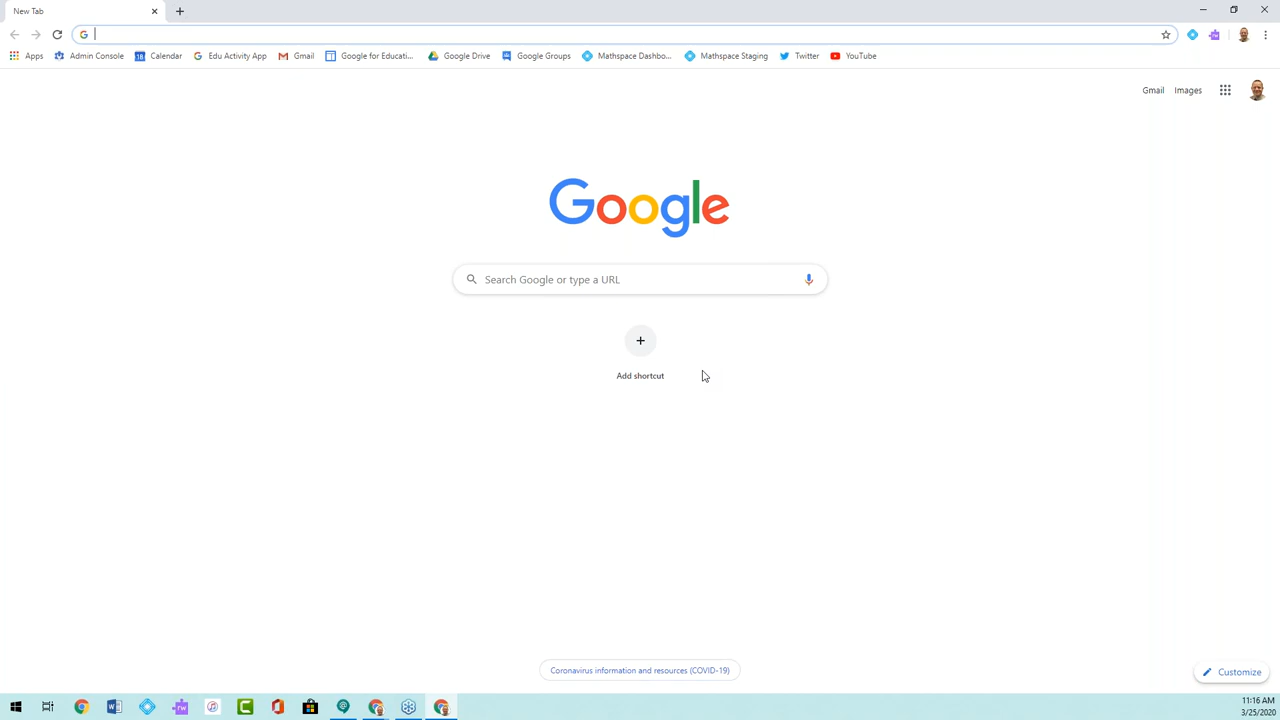 New Tab
Apps Admin Console Calendar Edu Activity App Gmail Google for Educati... Google Drive Google Groups Mathspace Dashbo... Mathspace Staging Twitter YouTube
Gmail Images
Google
Search Google or type a URL
Add shortcut
Coronavirus information and resources (COVID-19)
Customize
11:16 AM
3/25/2020